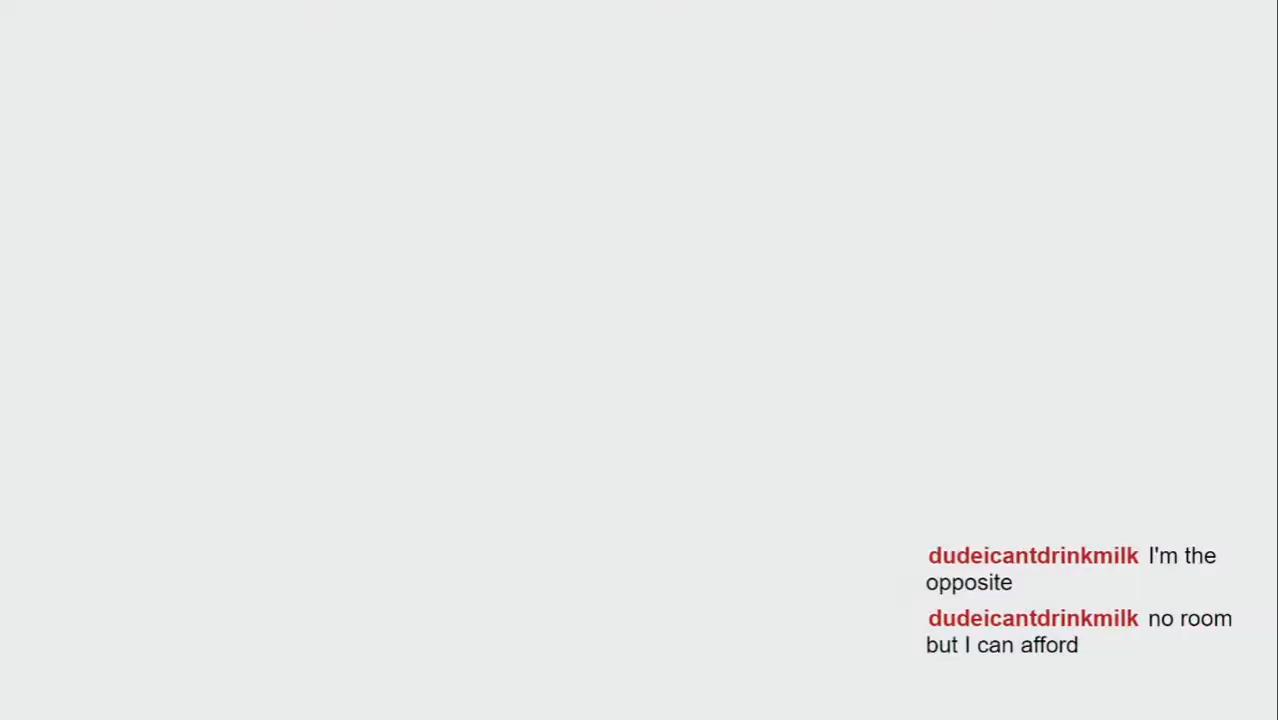 dudeicantdrinkmilk I'm the
opposite
dudeicantdrinkmilk no room
but I can afford